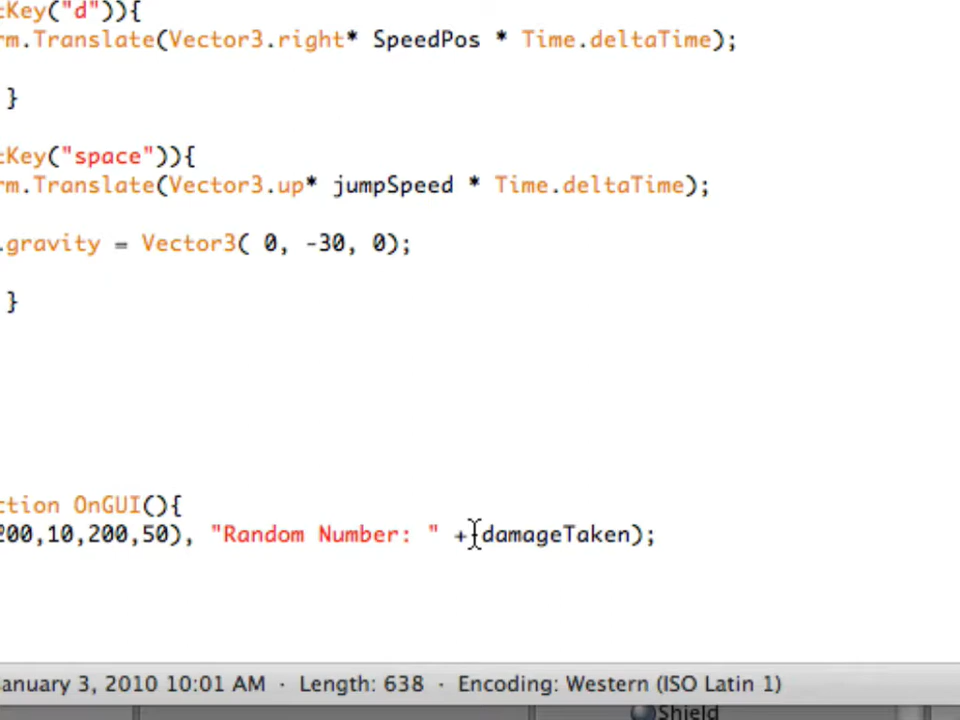 cKey("d")){
rm.Translate(Vector3.right* SpeedPos * Time.deltaTime);
}
cKey("space")){
rm.Translate(Vector3.up* jumpSpeed * Time.deltaTime);
.gravity = Vector3( 0, -30, 0);
}
ction OnGUI(){
200,10,200,50), "Random Number: " + damageTaken);
anuary 3, 2010 10:01 AM · Length: 638 · Encoding: Western (ISO Latin 1)
Shield